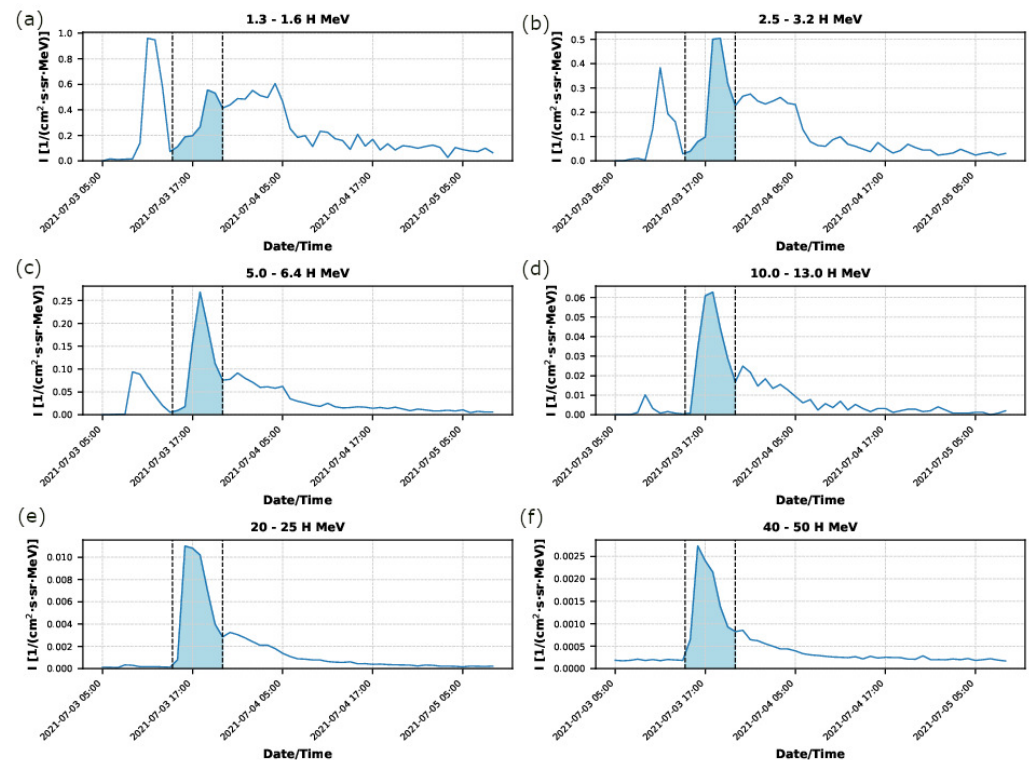 (a)
1.3 - 1.6 H MeV
I [1/(cm²·s·sr·MeV)]
1.0
0.8
0.6
0.4
0.2
0.0
2021-07-03 05:00
2021-07-03 17:00
2021-07-04 05:00
2021-07-04 17:00
2021-07-05 05:00
Date/Time
(b)
2.5 - 3.2 H MeV
I [1/(cm²·s·sr·MeV)]
0.5
0.4
0.3
0.2
0.1
0.0
2021-07-03 05:00
2021-07-03 17:00
2021-07-04 05:00
2021-07-04 17:00
2021-07-05 05:00
Date/Time
(c)
5.0 - 6.4 H MeV
I [1/(cm²·s·sr·MeV)]
0.25
0.20
0.15
0.10
0.05
0.00
2021-07-03 05:00
2021-07-03 17:00
2021-07-04 05:00
2021-07-04 17:00
2021-07-05 05:00
Date/Time
(d)
10.0 - 13.0 H MeV
I [1/(cm²·s·sr·MeV)]
0.06
0.05
0.04
0.03
0.02
0.01
0.00
2021-07-03 05:00
2021-07-03 17:00
2021-07-04 05:00
2021-07-04 17:00
2021-07-05 05:00
Date/Time
(e)
20 - 25 H MeV
I [1/(cm²·s·sr·MeV)]
0.010
0.008
0.006
0.004
0.002
0.000
2021-07-03 05:00
2021-07-03 17:00
2021-07-04 05:00
2021-07-04 17:00
2021-07-05 05:00
Date/Time
(f)
40 - 50 H MeV
I [1/(cm²·s·sr·MeV)]
0.0025
0.0020
0.0015
0.0010
0.0005
0.0000
2021-07-03 05:00
2021-07-03 17:00
2021-07-04 05:00
2021-07-04 17:00
2021-07-05 05:00
Date/Time